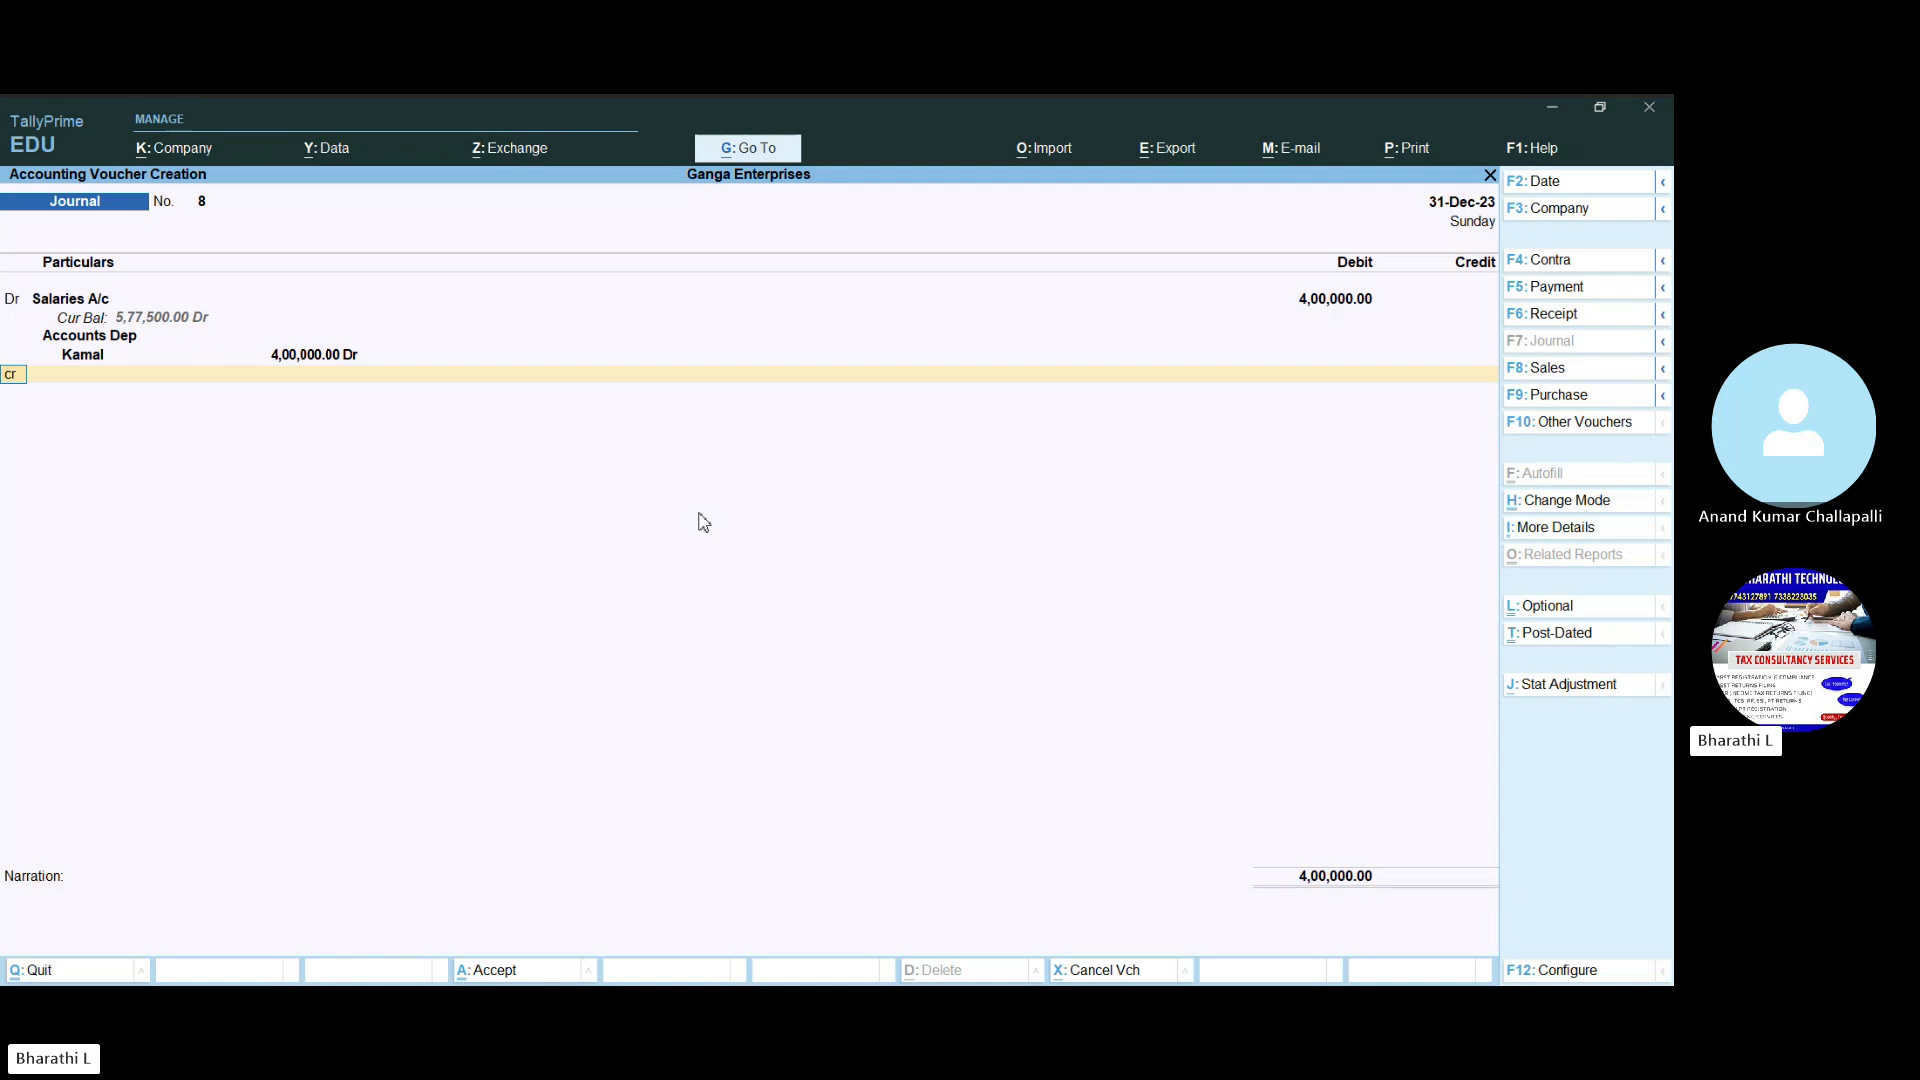 TallyPrime
EDU
MANAGE
K: Company
Y: Data
Z: Exchange
G: Go To
O: Import
E: Export
M: E-mail
P: Print
F1: Help
Accounting Voucher Creation
Ganga Enterprises
Journal
No. 8
31-Dec-23
Sunday
Particulars
Debit
Credit
Dr Salaries A/c
4,00,000.00
Cur Bal: 5,77,500.00 Dr
Accounts Dep
Kamal
4,00,000.00 Dr
cr
Narration:
4,00,000.00
Q: Quit
A: Accept
D: Delete
X: Cancel Vch
F2: Date
F3: Company
F4: Contra
F5: Payment
F6: Receipt
F7: Journal
F8: Sales
F9: Purchase
F10: Other Vouchers
F: Autofill
H: Change Mode
I: More Details
O: Related Reports
L: Optional
T: Post-Dated
J: Stat Adjustment
F12: Configure
Anand Kumar Challapalli
TAX CONSULTANCY SERVICES
Bharathi L
Bharathi L